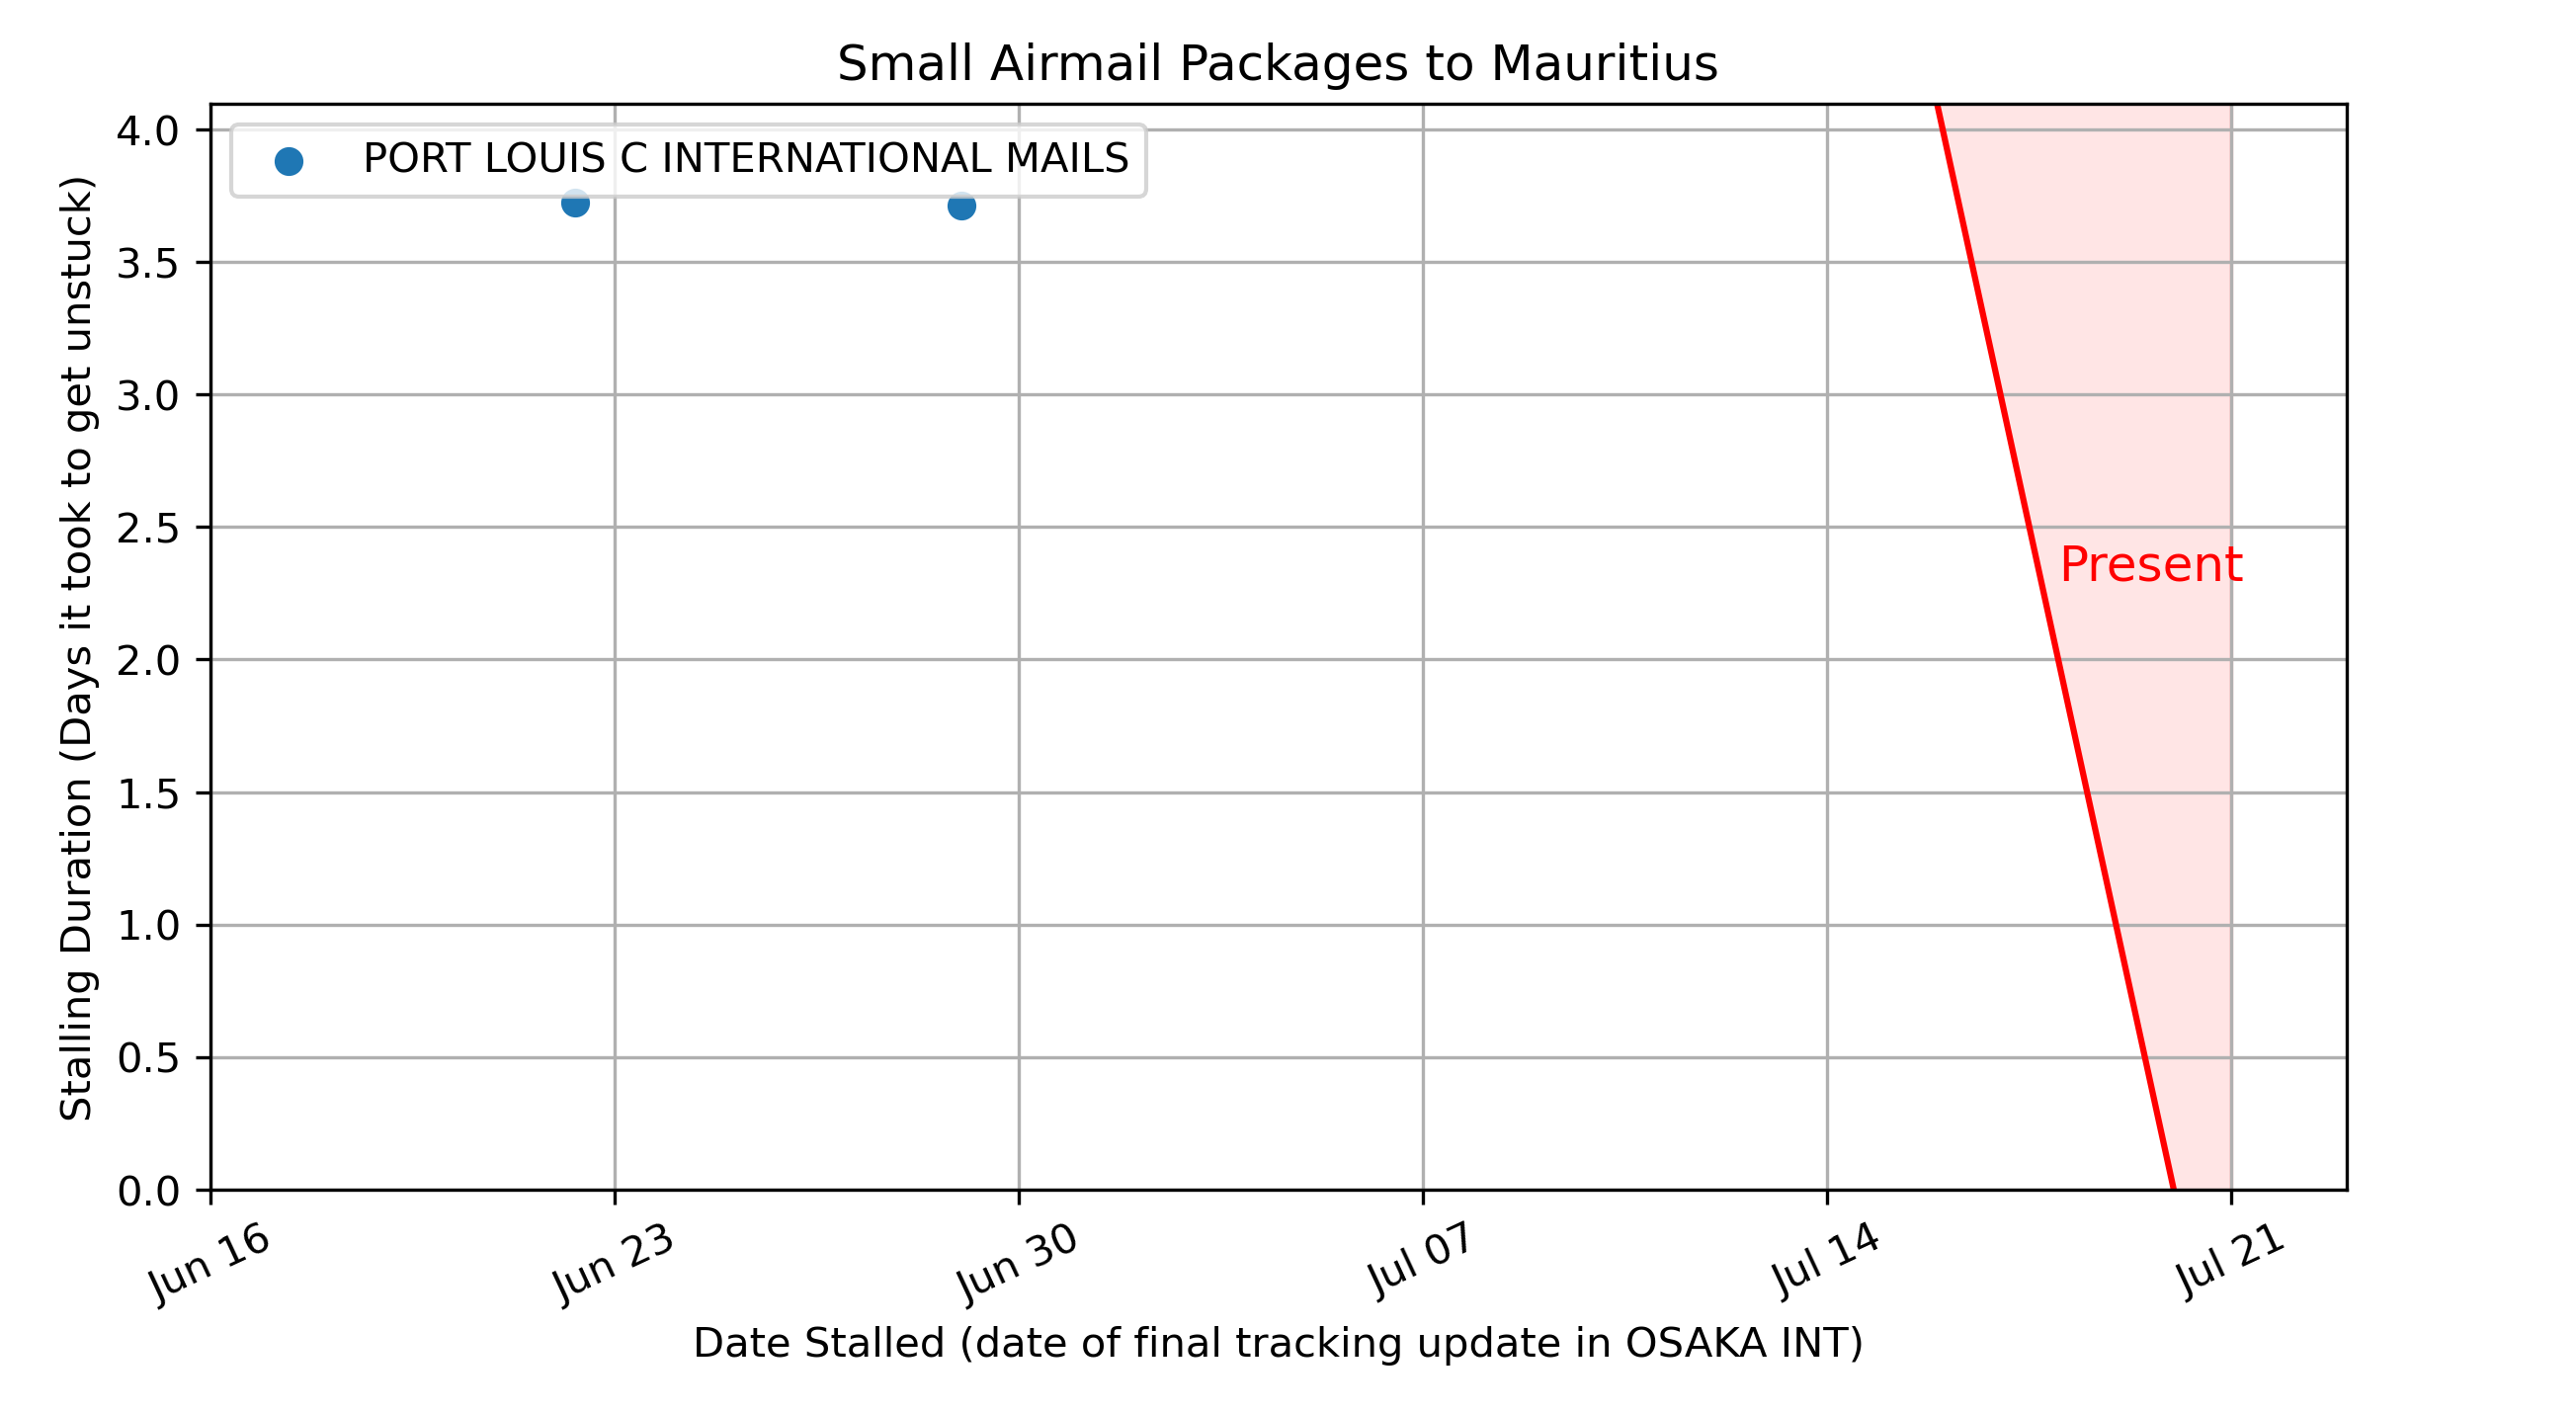 Small Airmail Packages to Mauritius
PORT LOUIS C INTERNATIONAL MAILS
Stalling Duration (Days it took to get unstuck)
4.0
3.5
3.0
2.5
2.0
1.5
1.0
0.5
0.0
Present
Jun 16
Jun 23
Jun 30
Jul 07
Jul 14
Jul 21
Date Stalled (date of final tracking update in OSAKA INT)